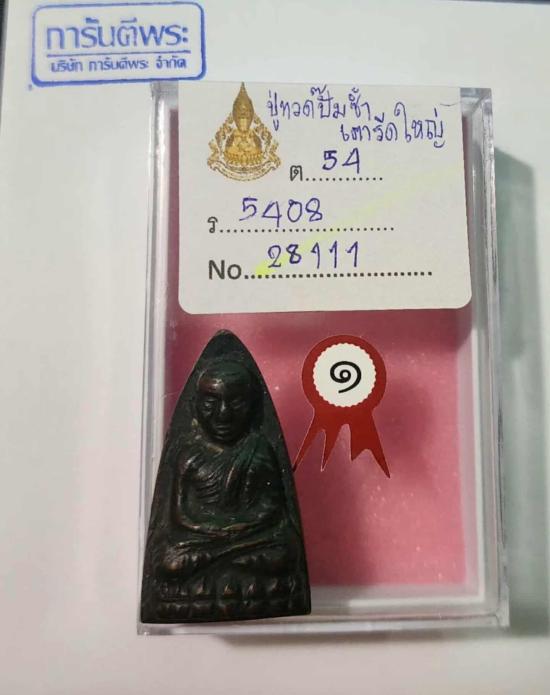 การันตีพระ
บริษัท การันตีพระ จำกัด
ปู่ทวดปั๊มซ้ำ
เตารีดใหญ่
ต............54
ร............5408
No............28111
๑